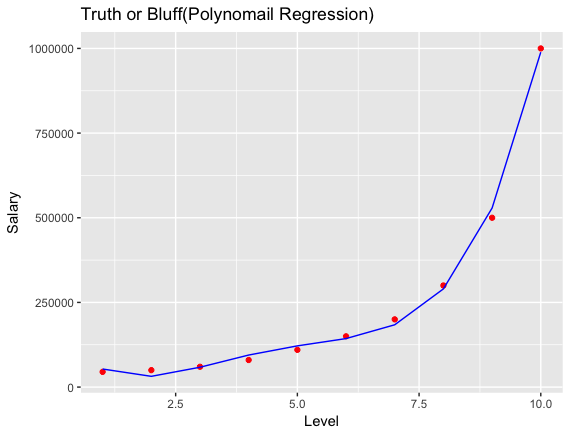 Truth or Bluff(Polynomail Regression)
1000000
750000
500000
250000
0
Salary
2.5 5.0 7.5 10.0
Level